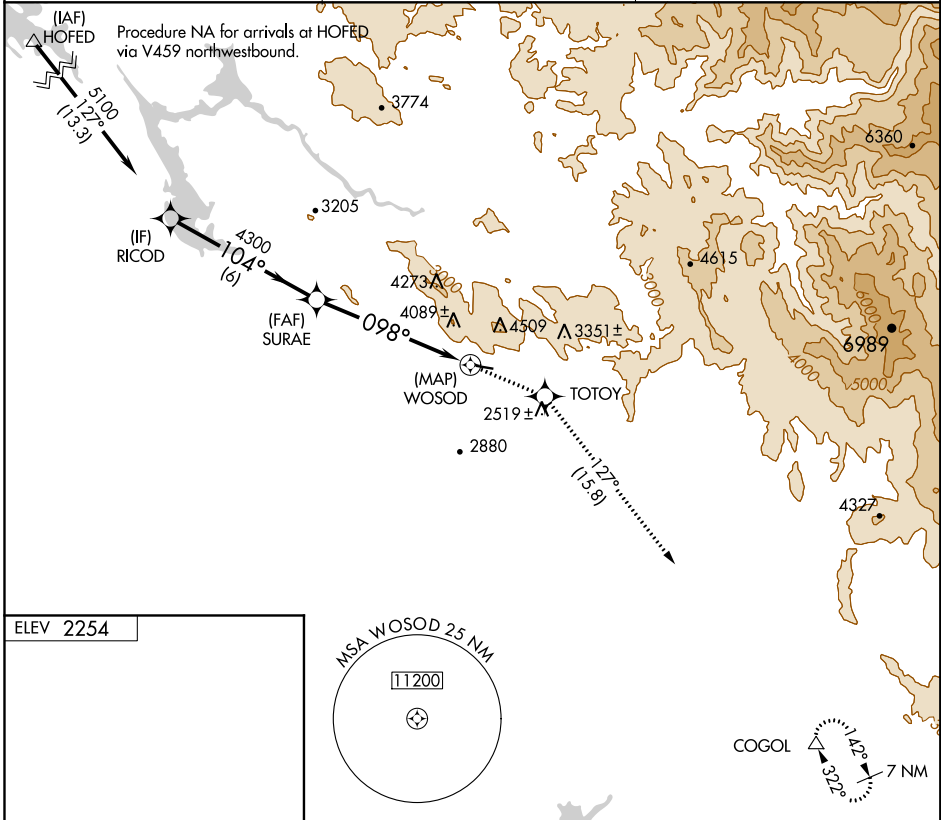 (IAF)
HOFED
Procedure NA for arrivals at HOFED
via V459 northwestbound.
5100
127°
(13.3)
3774
6360
3205
(IF)
RICOD
4300
104°
(6)
4615
3000
3000
4273
4089±
4509
3351±
6000
6989
(FAF)
SURAE
098°
4000
5000
(MAP)
WOSOD
TOTOY
2519±
2880
127°
(15.8)
4327
ELEV 2254
MSA WOSOD 25 NM
11200
COGOL
142°
322°
7 NM